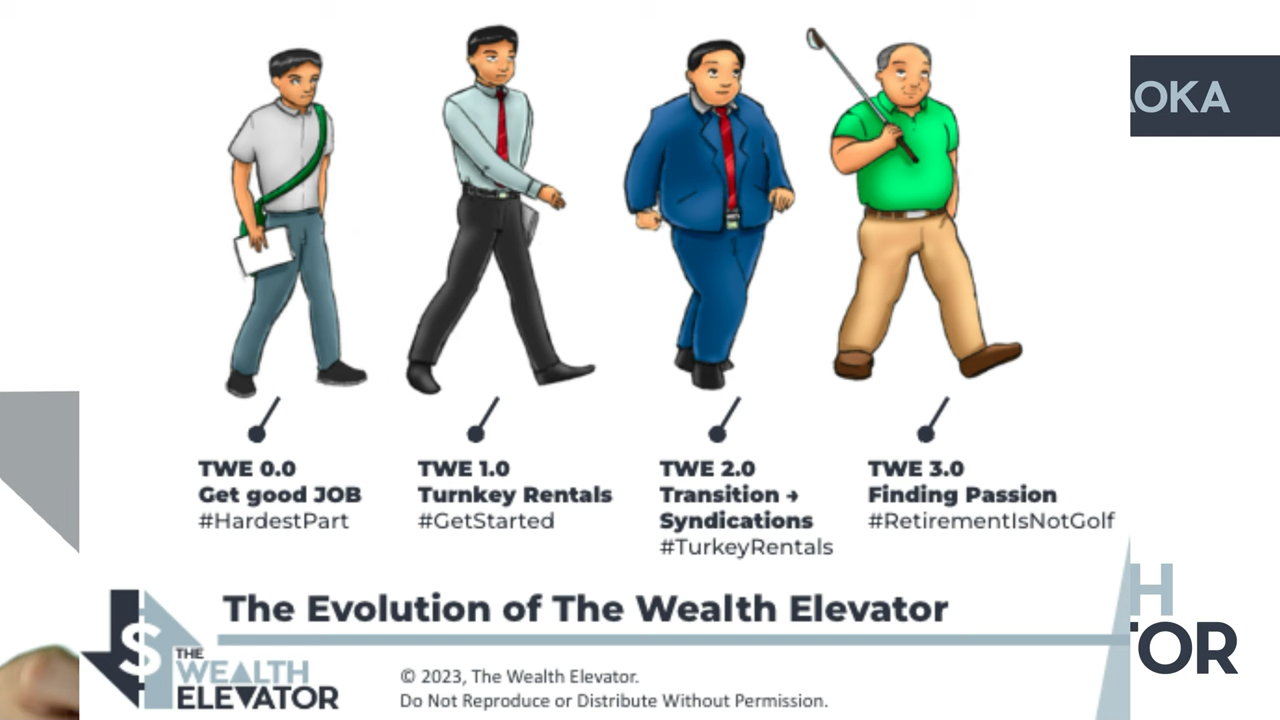 OKA
TWE 0.0
Get good JOB
#HardestPart
TWE 1.0
Turnkey Rentals
#GetStarted
TWE 2.0
Transition →
Syndications
#TurkeyRentals
TWE 3.0
Finding Passion
#RetirementIsNotGolf
The Evolution of The Wealth Elevator
$
THE
WEALTH
ELEVATOR
© 2023, The Wealth Elevator.
Do Not Reproduce or Distribute Without Permission.
H
OR